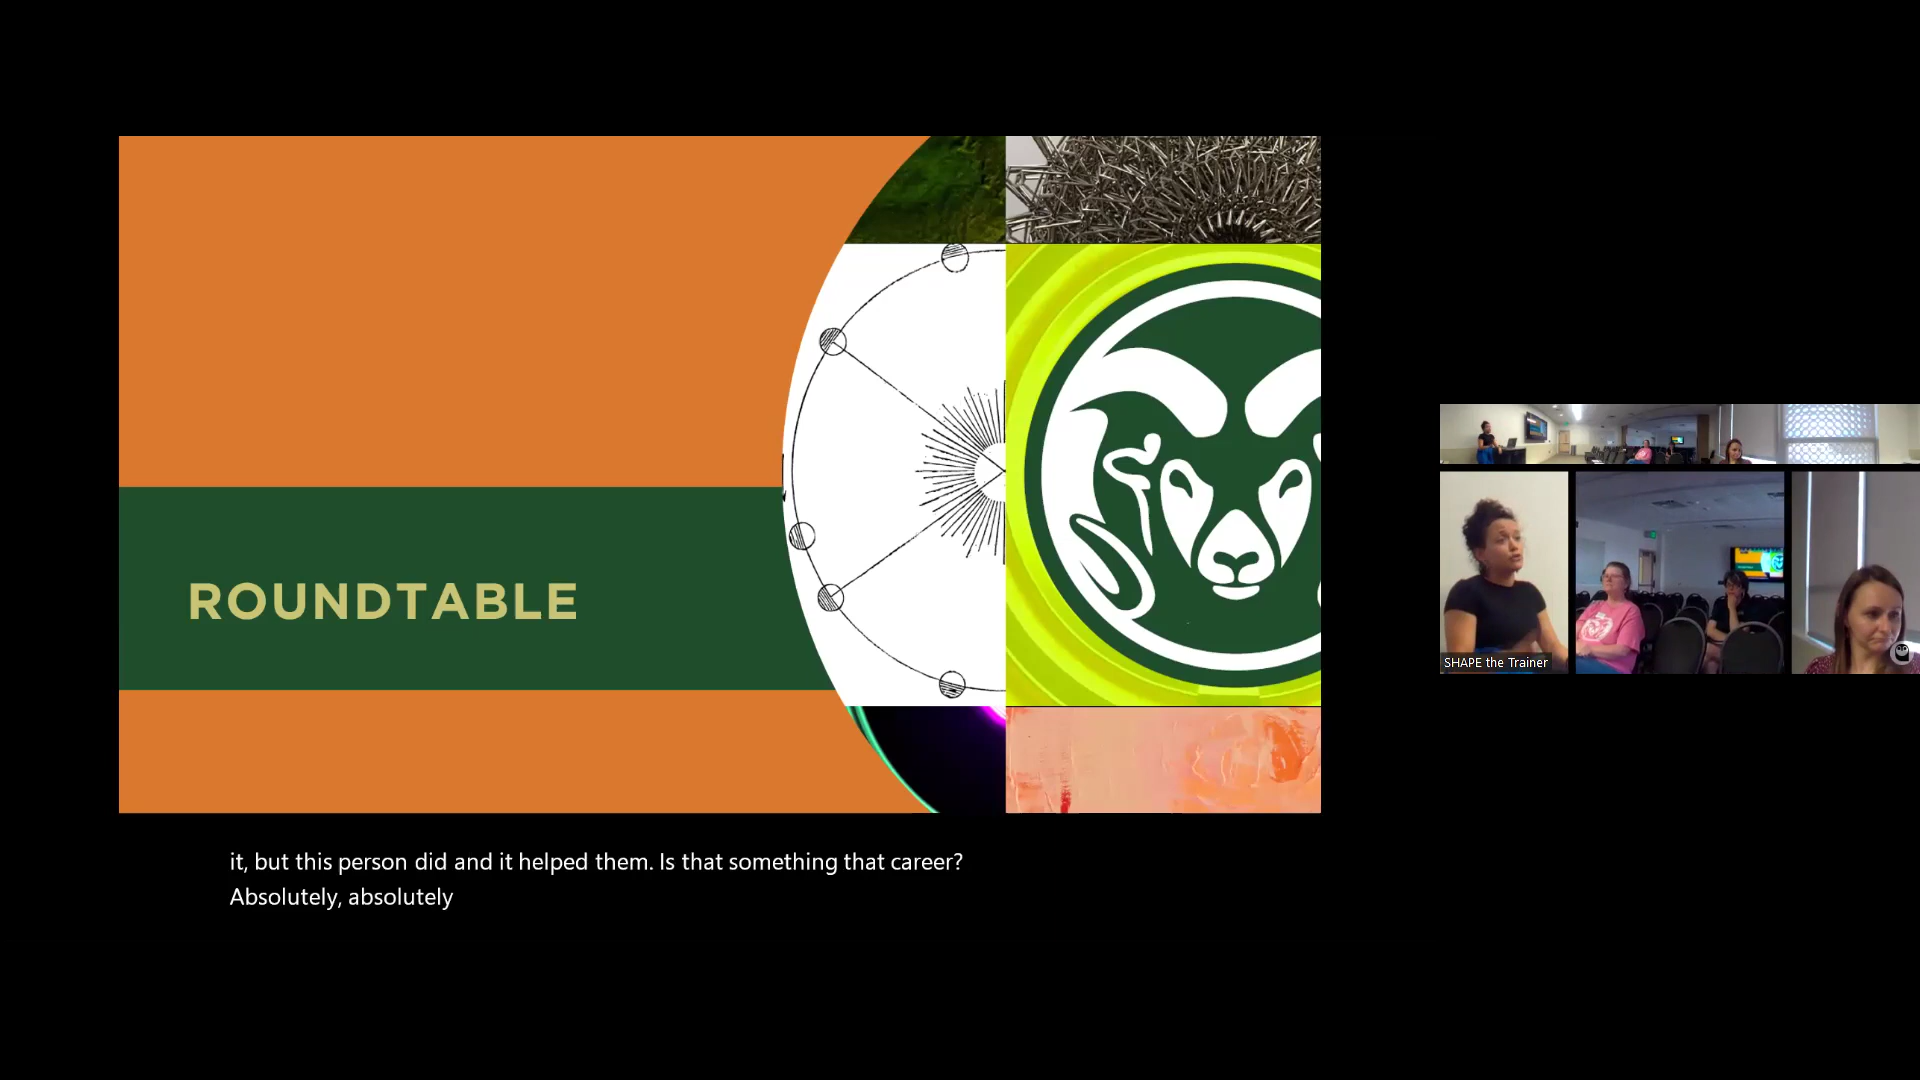 ROUNDTABLE
SHAPE the Trainer
it, but this person did and it helped them. Is that something that career?
Absolutely, absolutely